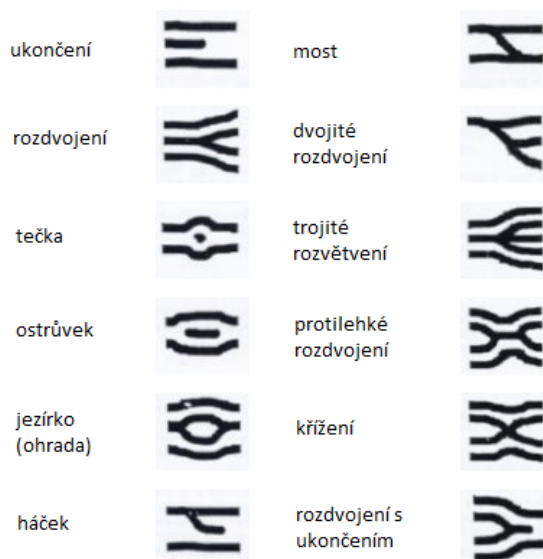 ukončení
most
rozdvojení
dvojité
rozdvojení
tečka
trojité
rozvětvení
ostrůvek
protilehké
rozdvojení
jezírko
(ohrada)
křížení
háček
rozdvojení s
ukončením